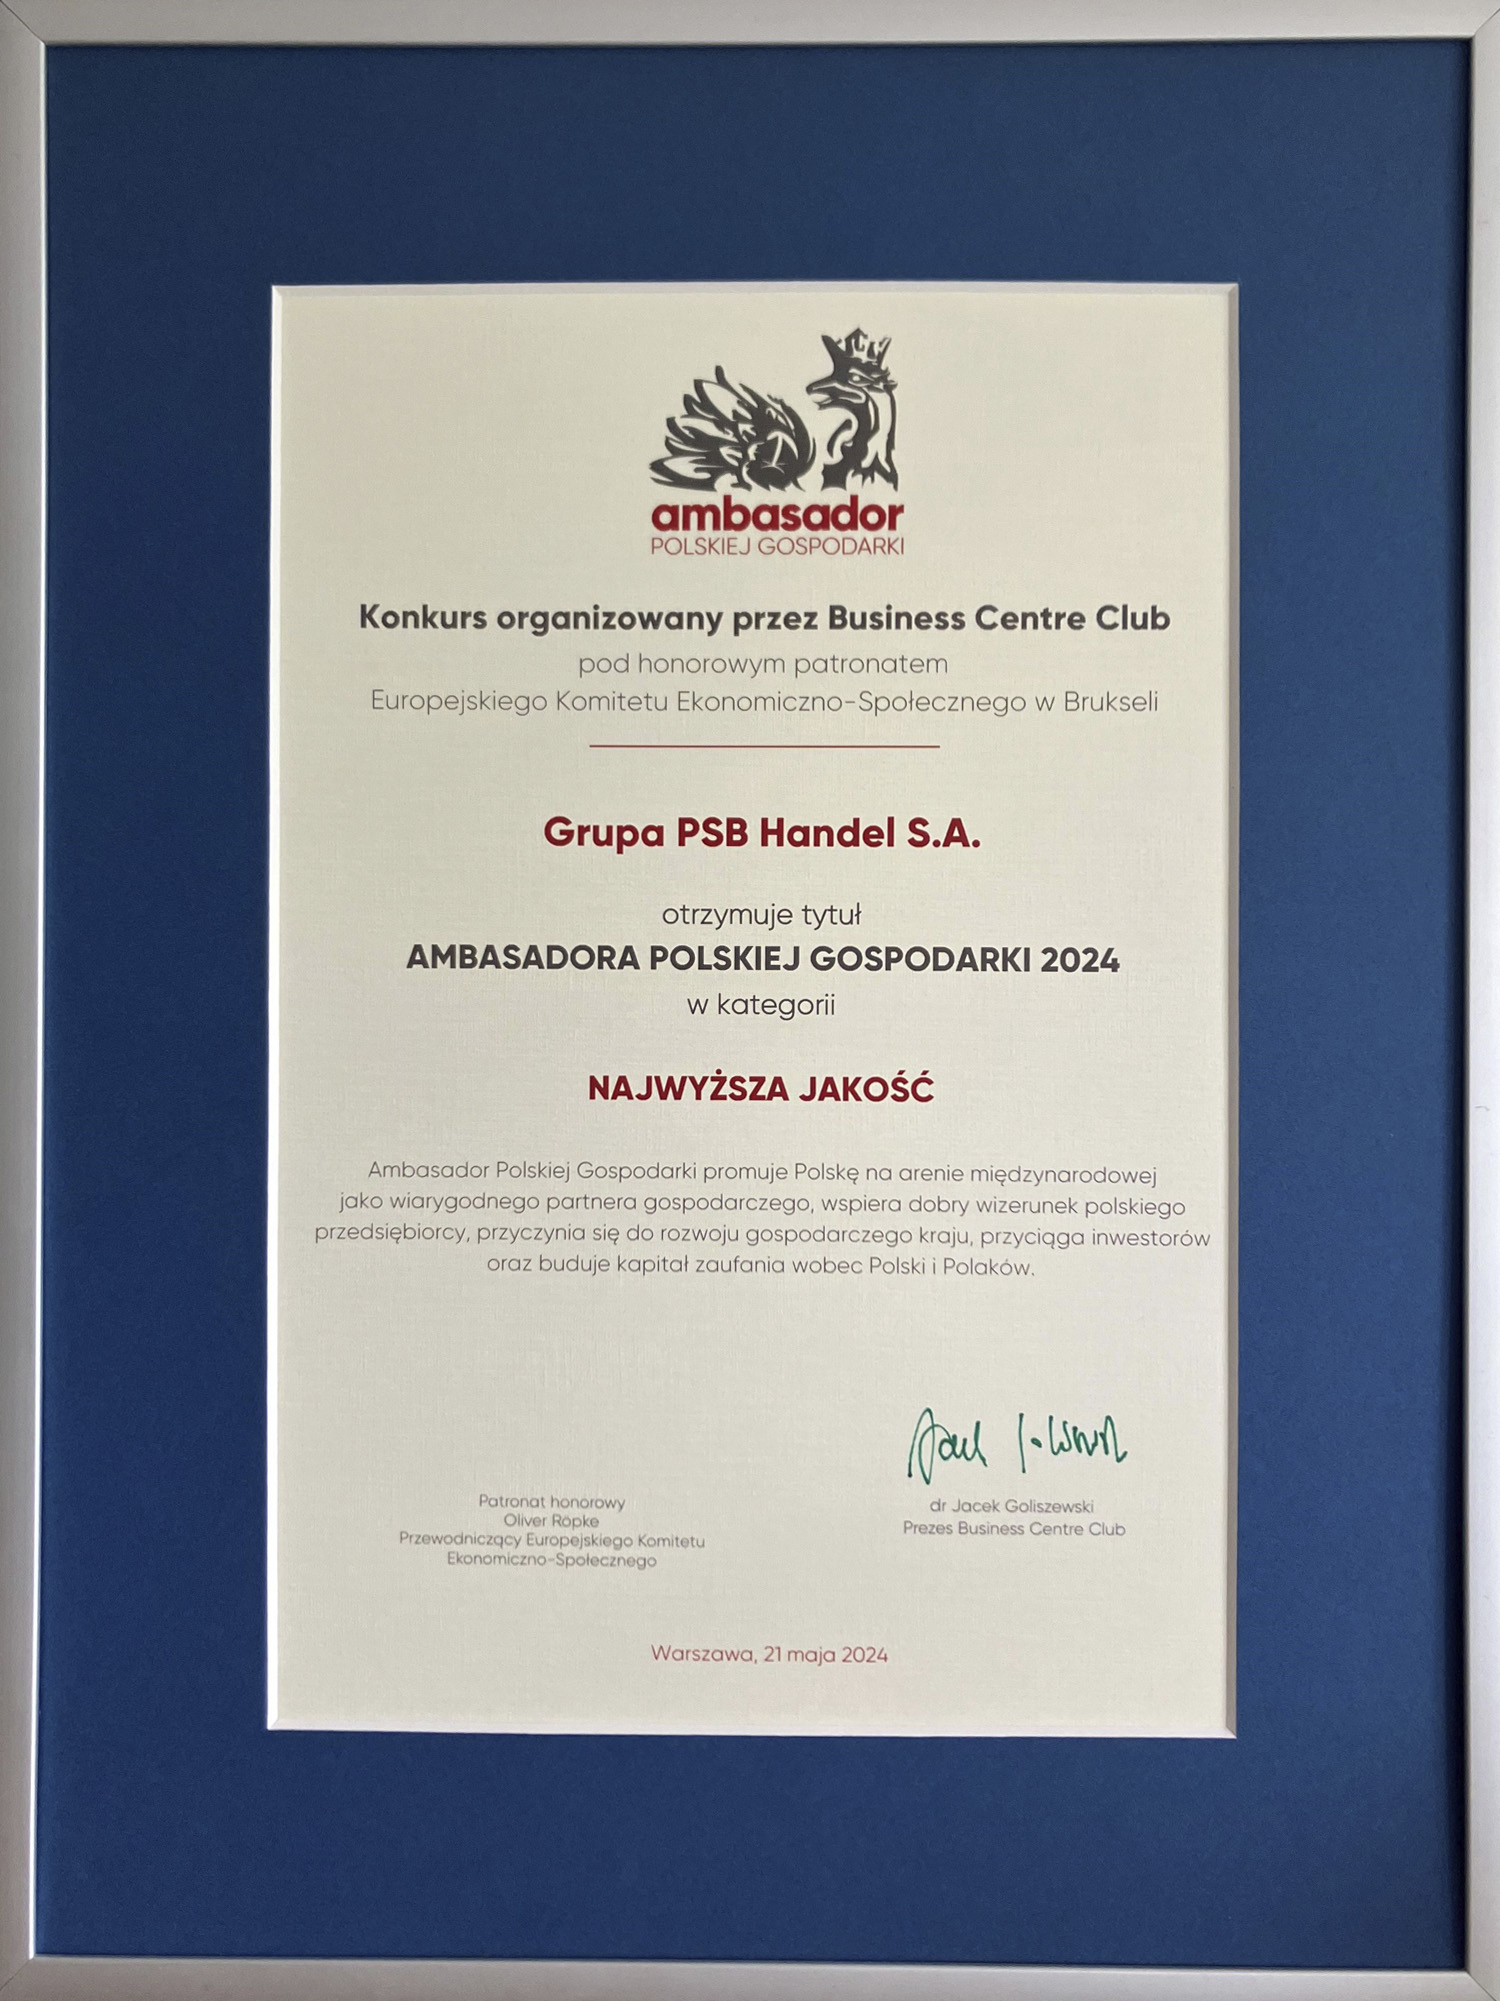 ambasador
POLSKIEJ GOSPODARKI
Konkurs organizowany przez Business Centre Club
pod honorowym patronatem
Europejskiego Komitetu Ekonomiczno-Społecznego w Brukseli
Grupa PSB Handel S.A.
otrzymuje tytuł
AMBASADORA POLSKIEJ GOSPODARKI 2024
w kategorii
NAJWYŻSZA JAKOŚĆ
Ambasador Polskiej Gospodarki promuje Polskę na arenie międzynarodowej
jako wiarygodnego partnera gospodarczego, wspiera dobry wizerunek polskiego
przedsiębiorcy, przyczynia się do rozwoju gospodarczego kraju, przyciąga inwestorów
oraz buduje kapitał zaufania wobec Polski i Polaków.
Patronat honorowy
Oliver Röpke
Przewodniczący Europejskiego Komitetu
Ekonomiczno-Społecznego
dr Jacek Goliszewski
Prezes Business Centre Club
Warszawa, 21 maja 2024